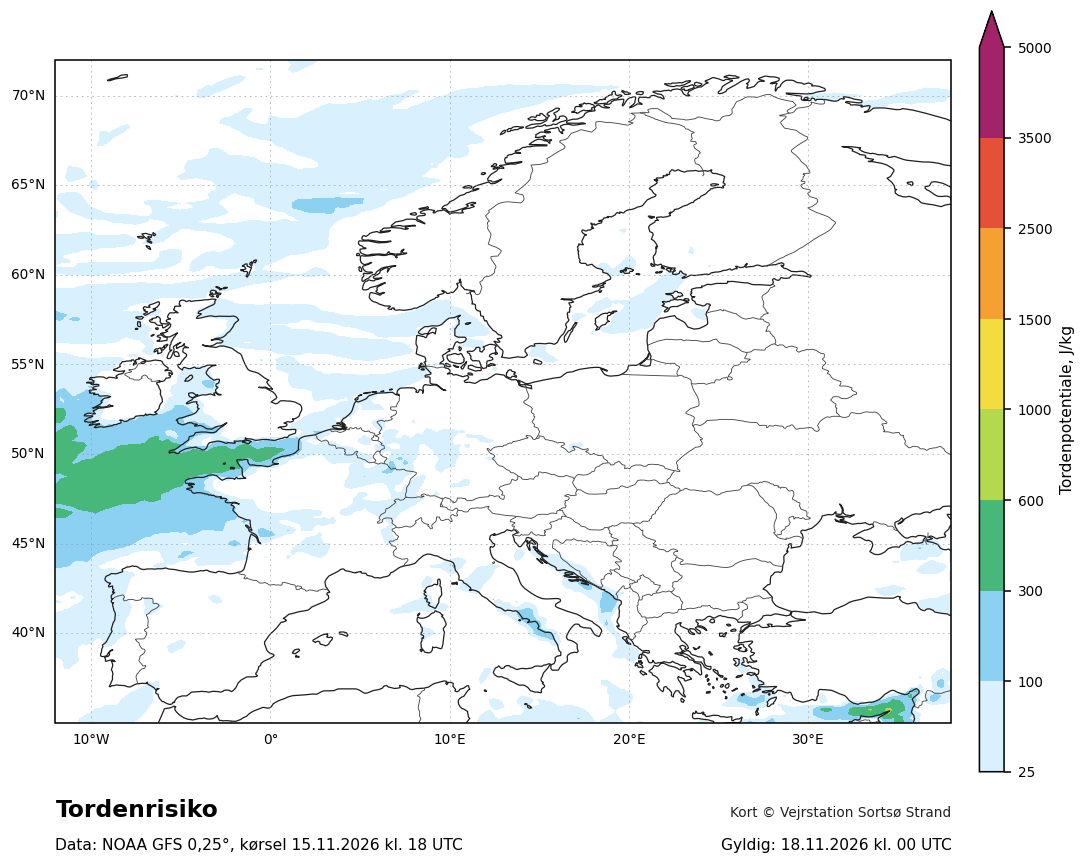 70°N
65°N
60°N
55°N
50°N
45°N
40°N
10°W
0°
10°E
20°E
30°E
5000
3500
2500
1500
1000
600
300
100
25
Tordenpotentiale, J/kg
Tordenrisiko
Kort © Vejrstation Sortsø Strand
Data: NOAA GFS 0,25°, kørsel 15.11.2026 kl. 18 UTC
Gyldig: 18.11.2026 kl. 00 UTC